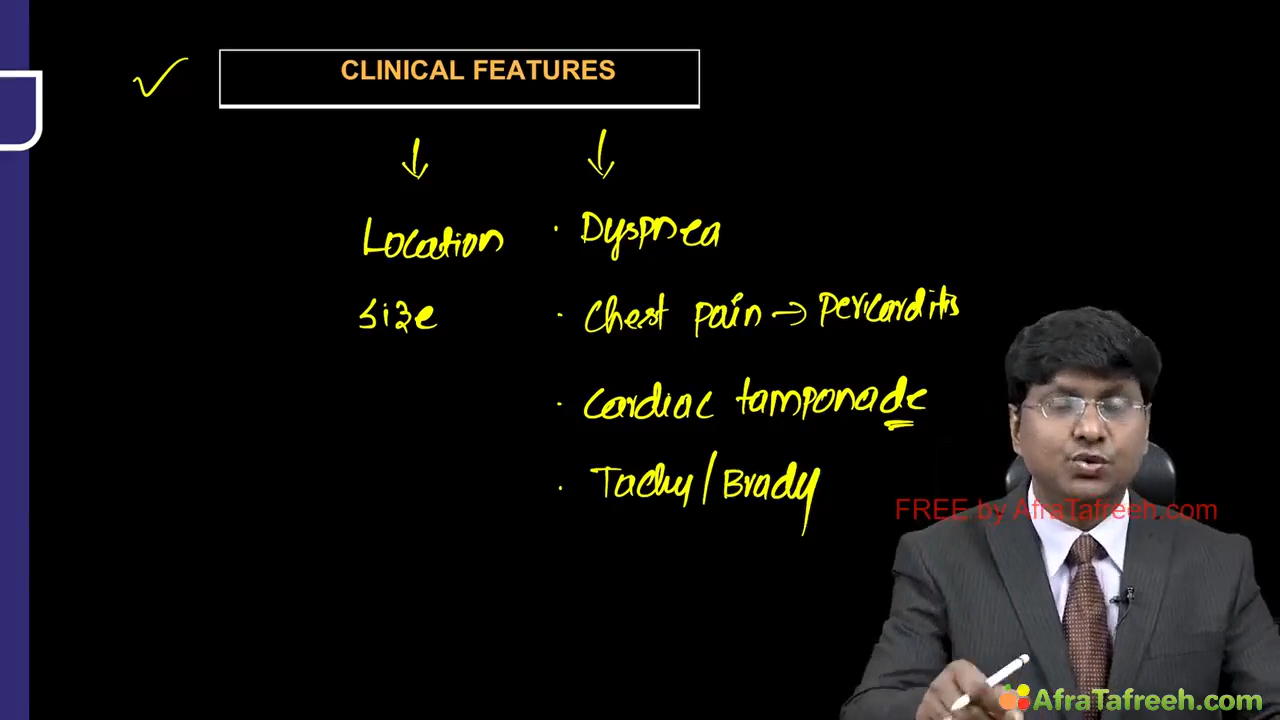 CLINICAL FEATURES
Location
Size
· Dyspnea
· Chest pain → Pericarditis
· Cardiac tamponade
· Tachy/Brady
FREE by AfraTafreeh.com
AfraTafreeh.com